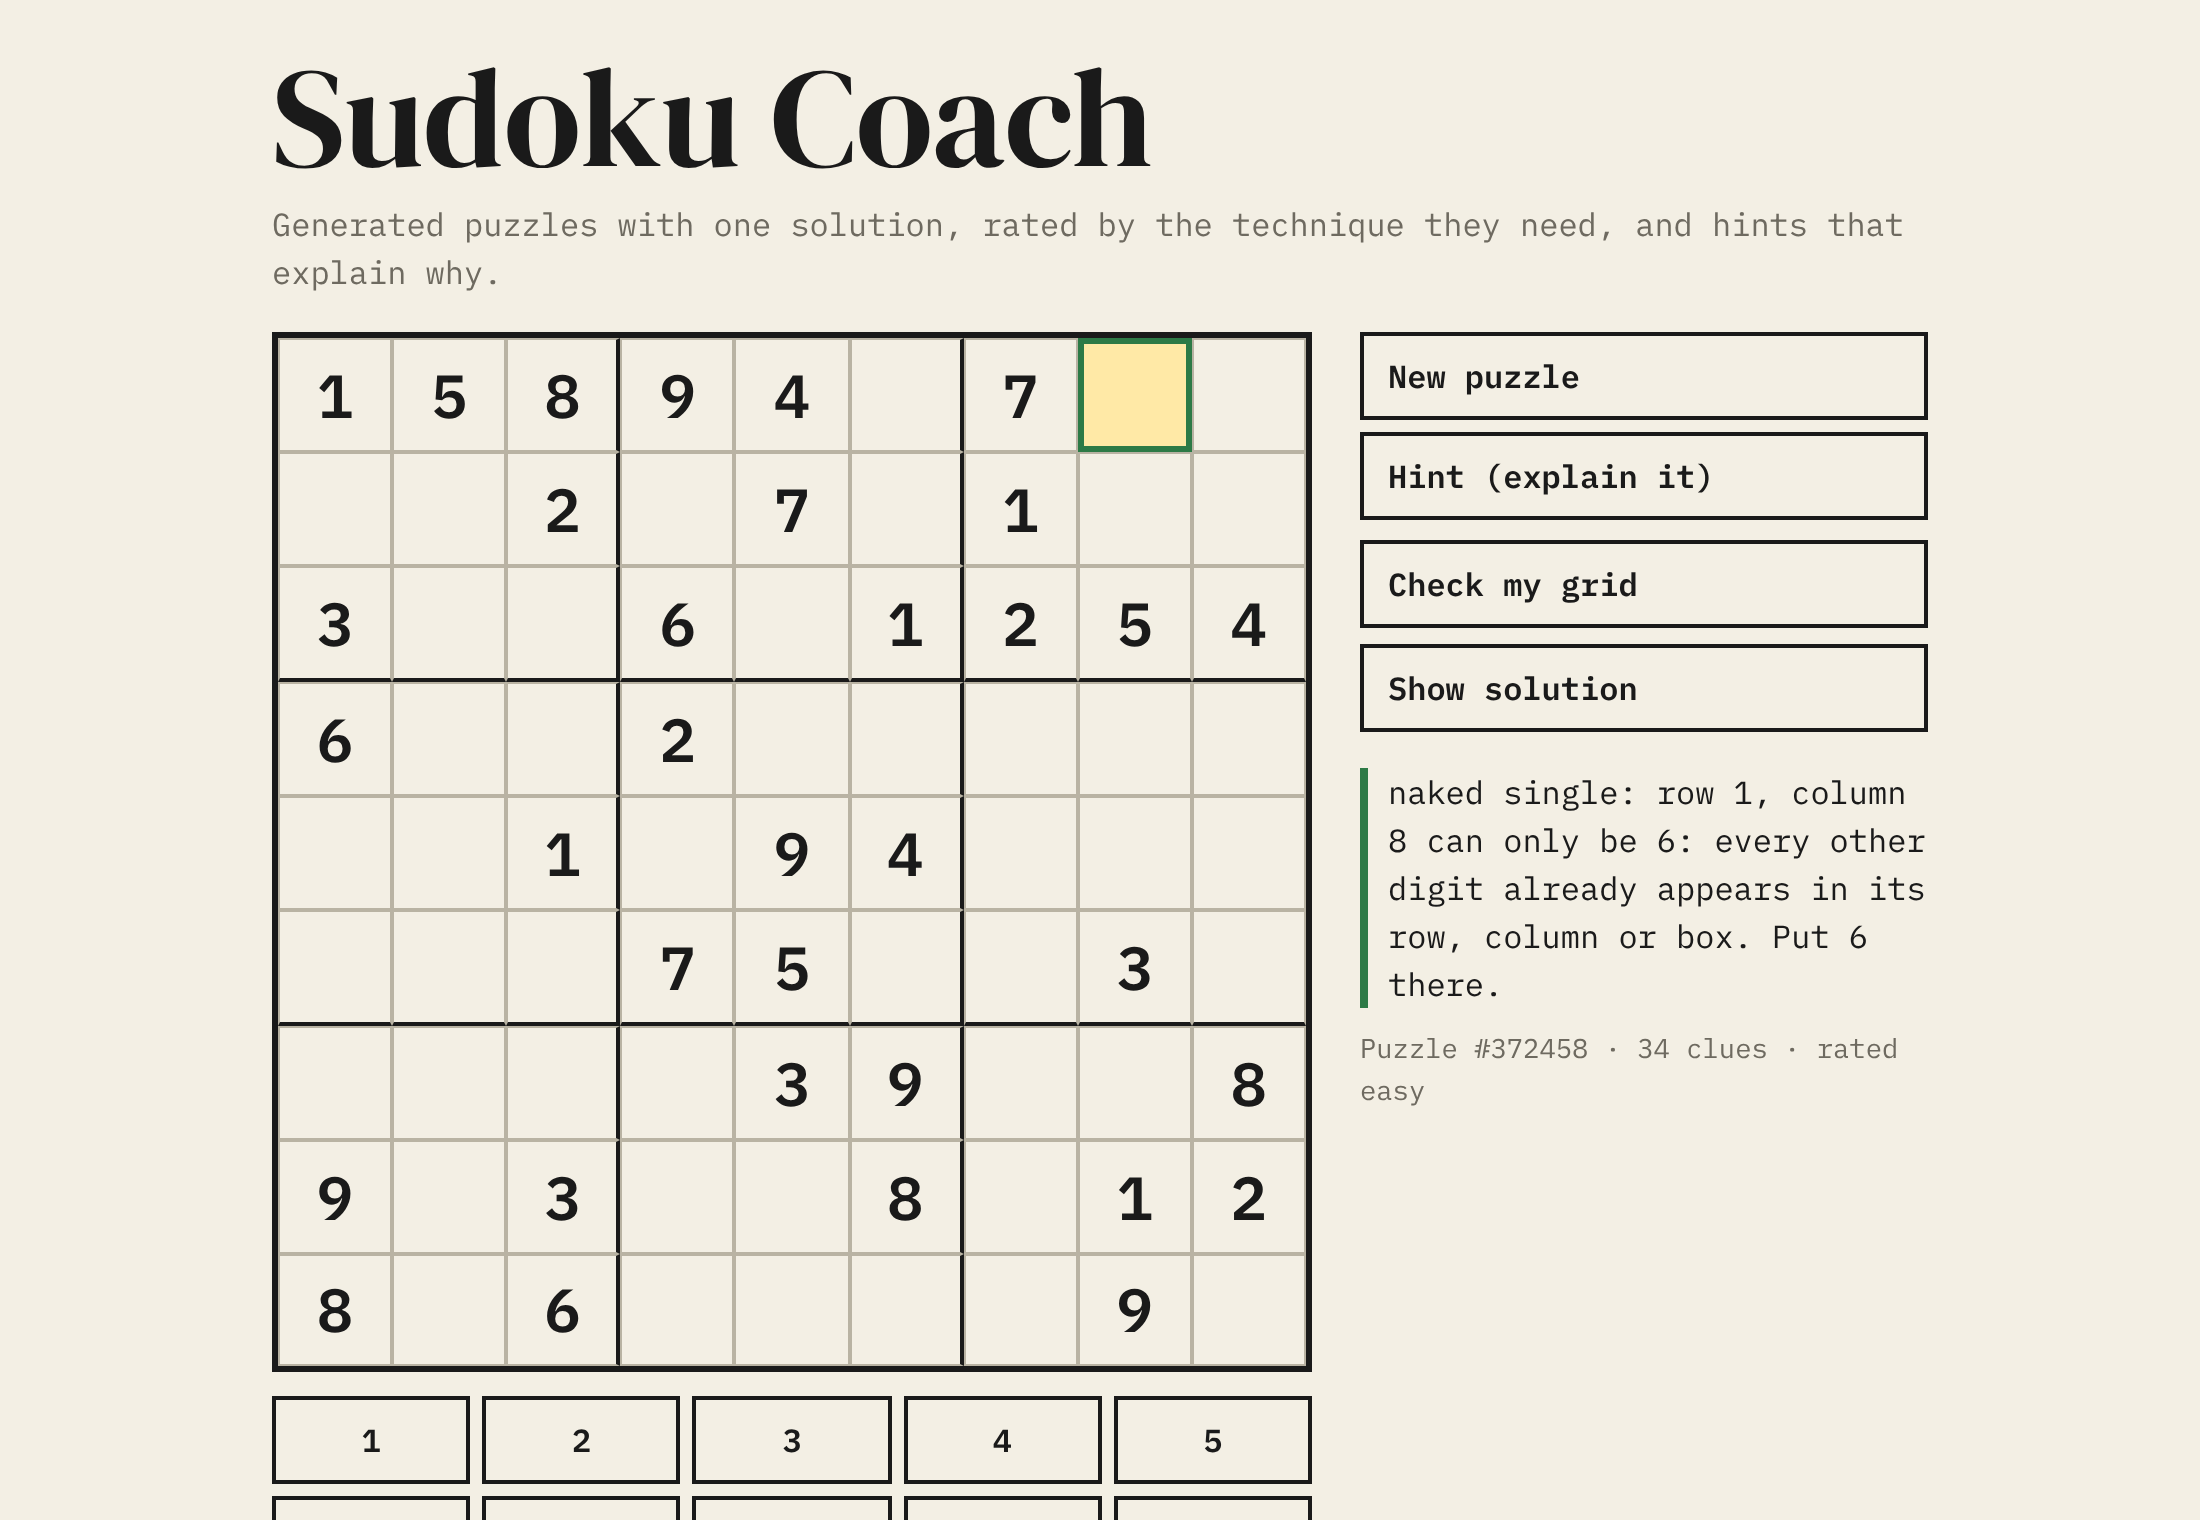 Sudoku Coach
Generated puzzles with one solution, rated by the technique they need, and hints that
explain why.
1 5 8 9 4 7
2 7 1
3 6 1 2 5 4
6 2
1 9 4
7 5 3
3 9 8
9 3 8 1 2
8 6 9
1 2 3 4 5
New puzzle
Hint (explain it)
Check my grid
Show solution
naked single: row 1, column
8 can only be 6: every other
digit already appears in its
row, column or box. Put 6
there.
Puzzle #372458 · 34 clues · rated
easy